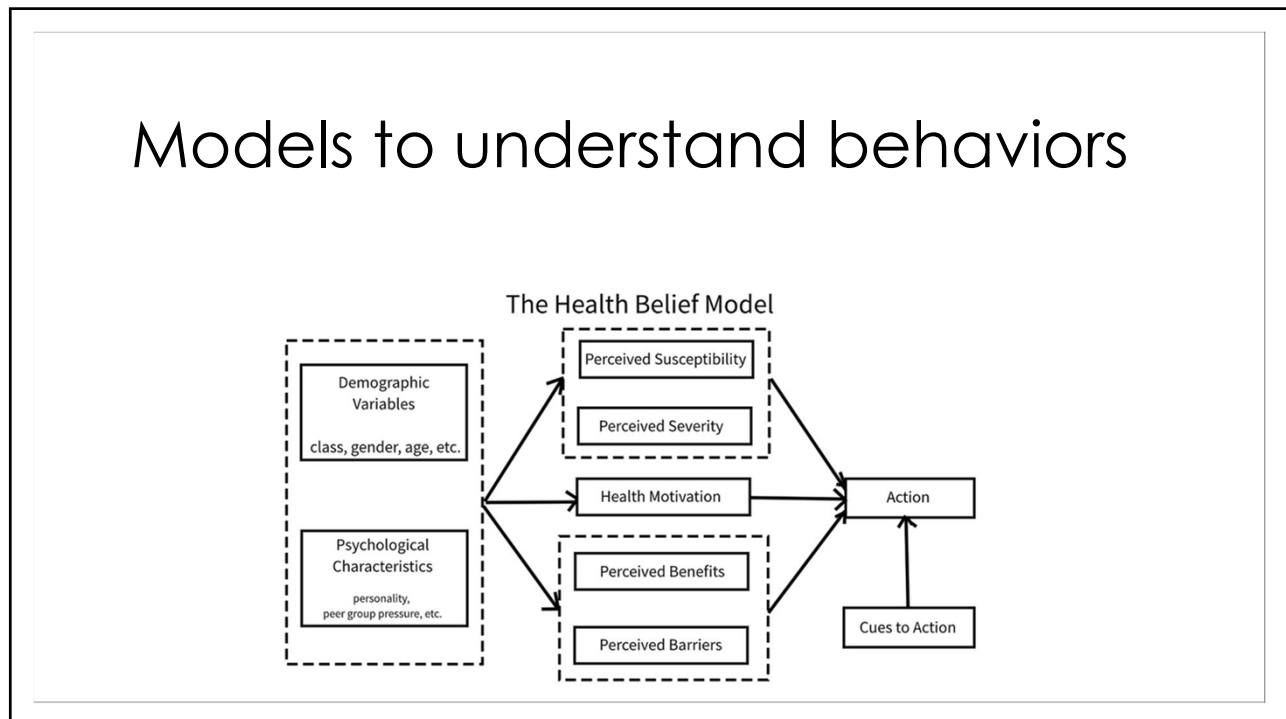 Models to understand behaviors
The Health Belief Model
Demographic
Variables
class, gender, age, etc.
Psychological
Characteristics
personality,
peer group pressure, etc.
Perceived Susceptibility
Perceived Severity
Health Motivation
Perceived Benefits
Perceived Barriers
Action
Cues to Action